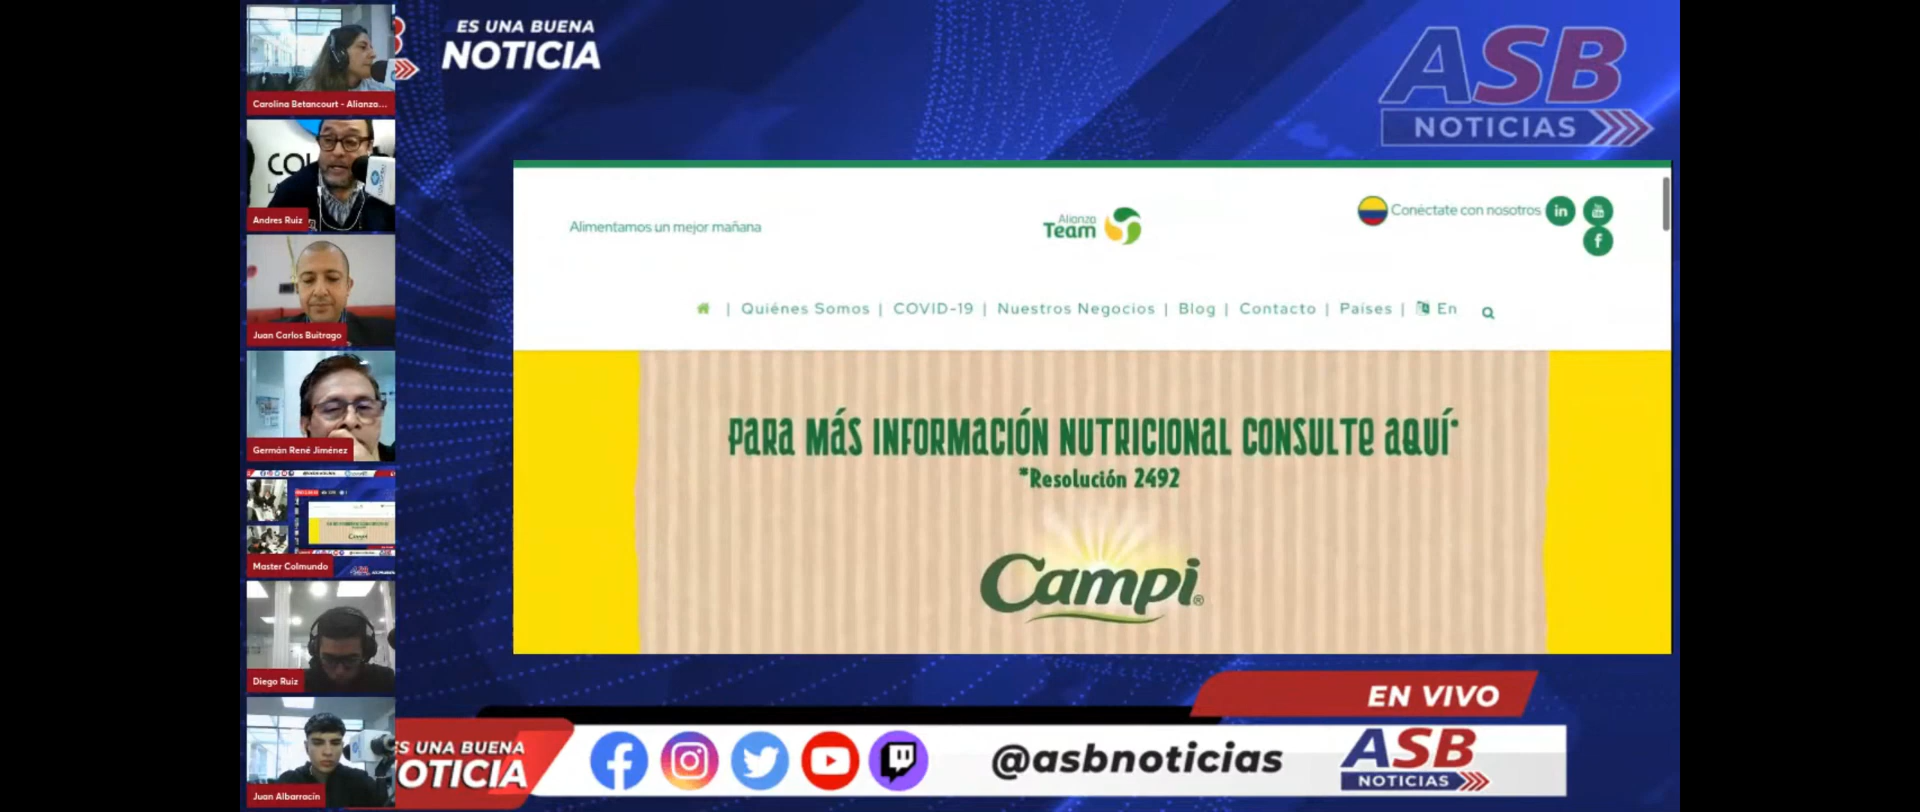 ES UNA BUENA
NOTICIA
ASB
NOTICIAS
Carolina Betancourt - Alianza...
Andres Ruiz
Juan Carlos Buitrago
Germán René Jiménez
Master Colmundo
Diego Ruiz
Juan Albarracín
Alimentamos un mejor mañana
Alianza
Team
Conéctate con nosotros
in
f
| Quiénes Somos | COVID-19 | Nuestros Negocios | Blog | Contacto | Países | En
PARA MÁS INFORMACIÓN NUTRICIONAL CONSULTE AQUÍ*
*Resolución 2492
Campi®
EN VIVO
ES UNA BUENA
OTICIA
@asbnoticias
ASB
NOTICIAS